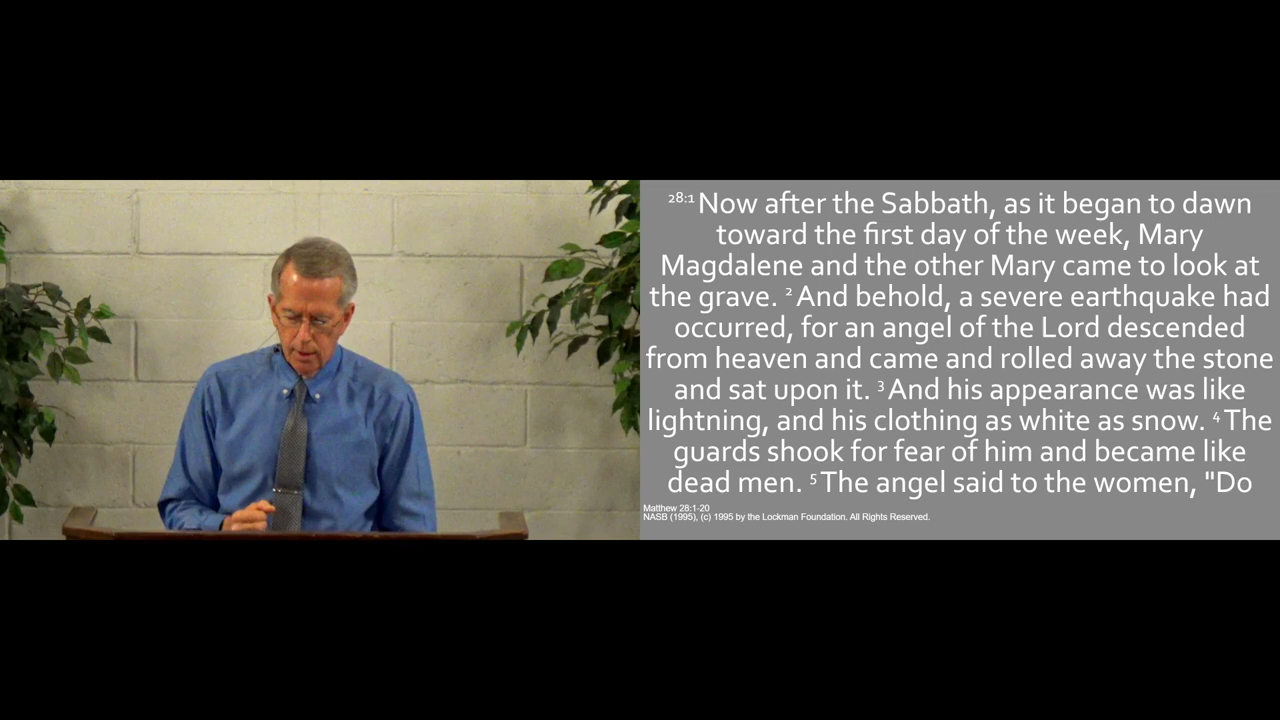 28:1 Now after the Sabbath, as it began to dawn
toward the first day of the week, Mary
Magdalene and the other Mary came to look at
the grave. 2 And behold, a severe earthquake had
occurred, for an angel of the Lord descended
from heaven and came and rolled away the stone
and sat upon it. 3 And his appearance was like
lightning, and his clothing as white as snow. 4 The
guards shook for fear of him and became like
dead men. 5 The angel said to the women, "Do
Matthew 28:1-20
NASB (1995), (c) 1995 by the Lockman Foundation. All Rights Reserved.